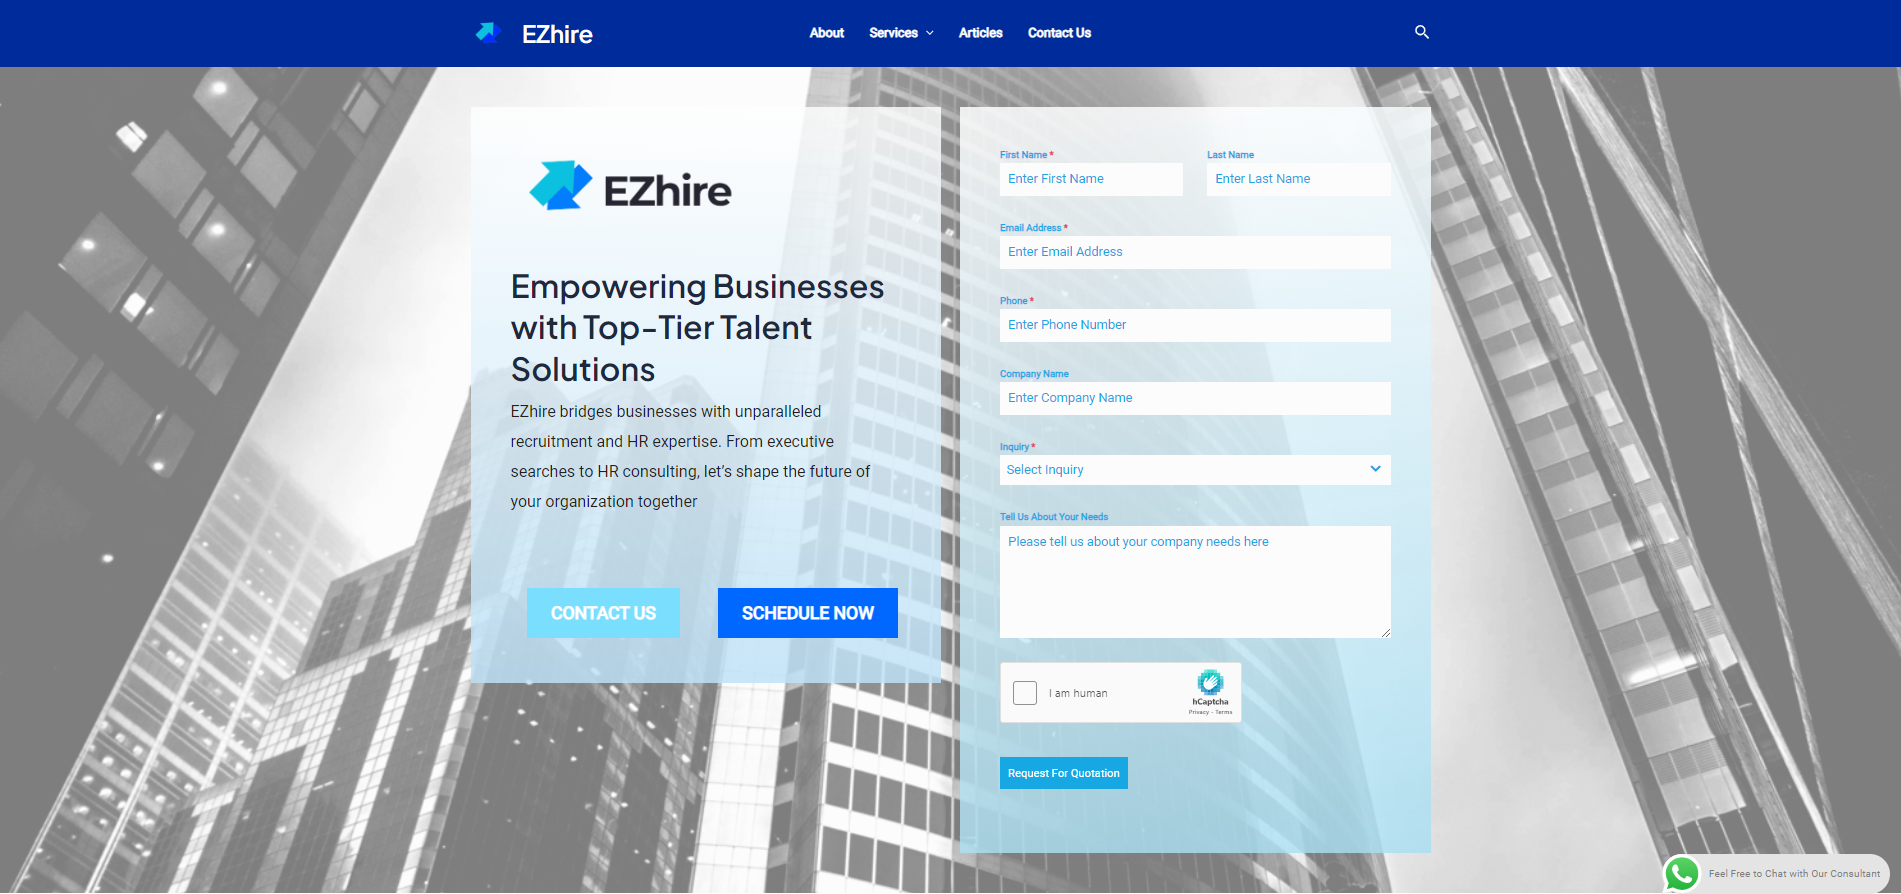 EZhire
About
Services
Articles
Contact Us
EZhire
Empowering Businesses
with Top-Tier Talent
Solutions
EZhire bridges businesses with unparalleled
recruitment and HR expertise. From executive
searches to HR consulting, let’s shape the future of
your organization together
CONTACT US
SCHEDULE NOW
First Name *
Last Name
Enter First Name
Enter Last Name
Email Address *
Enter Email Address
Phone *
Enter Phone Number
Company Name
Enter Company Name
Inquiry *
Select Inquiry
Tell Us About Your Needs
Please tell us about your company needs here
I am human
hCaptcha
Privacy - Terms
Request For Quotation
Feel Free to Chat with Our Consultant